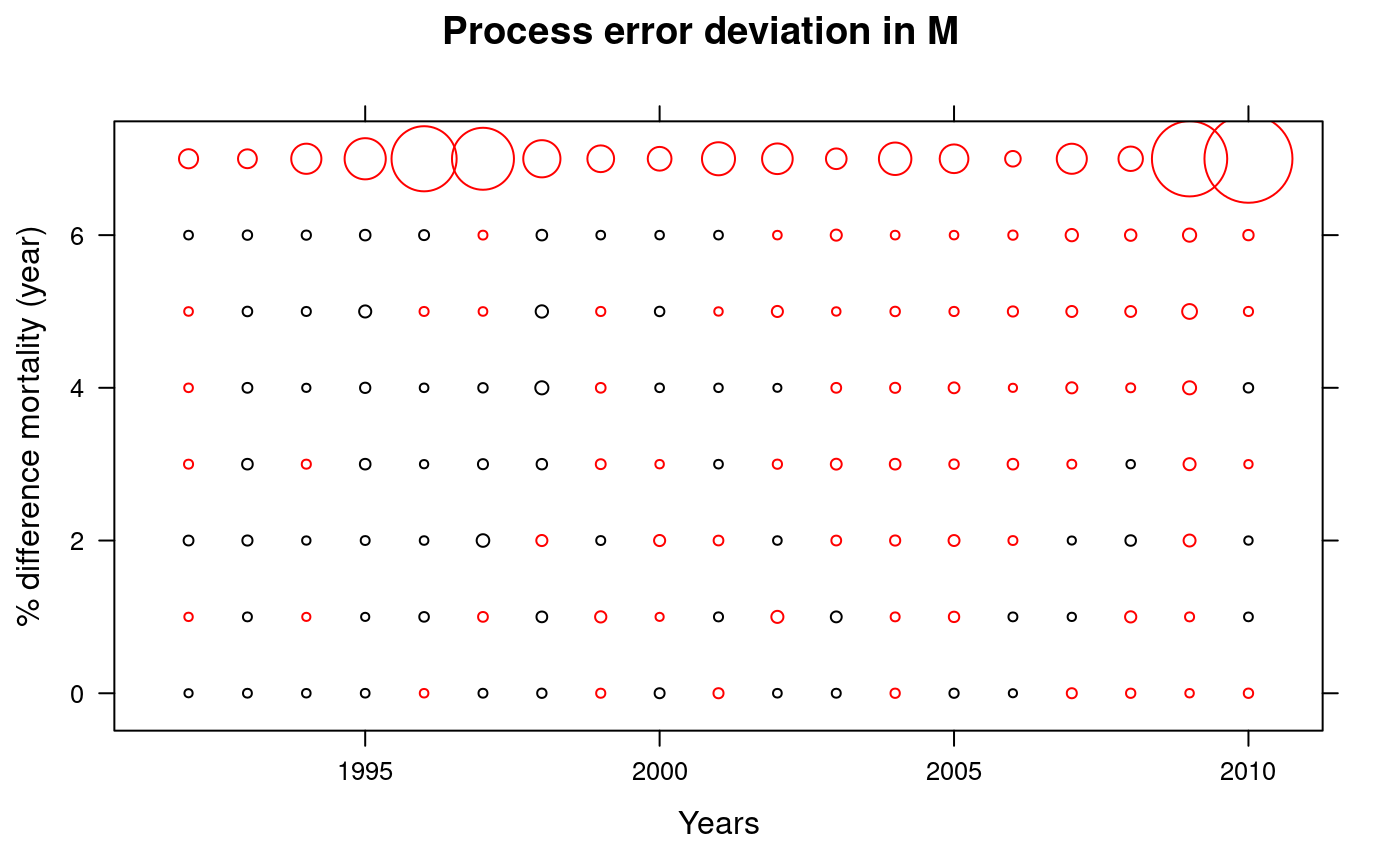 Process error deviation in M
% difference mortality (year)
6
4
2
0
1995 2000 2005 2010
Years